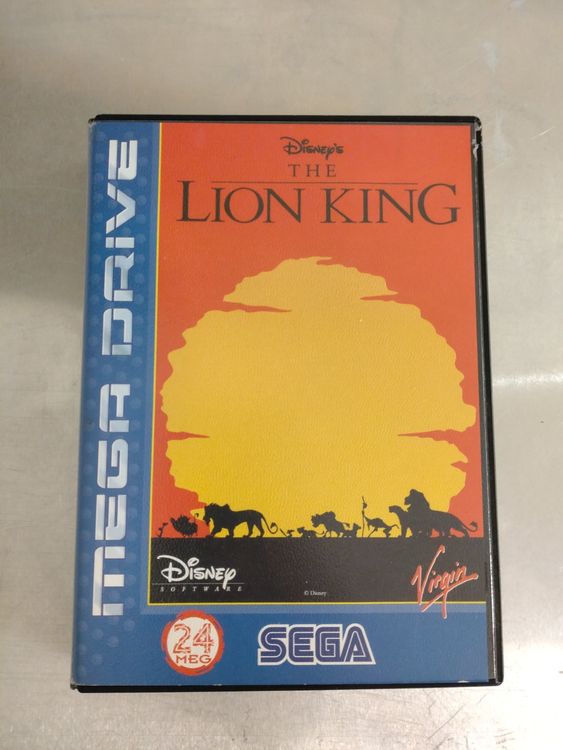 Disney's
THE
LION KING
MEGA DRIVE
Disney
SOFTWARE
© Disney
Virgin
24
MEG
SEGA